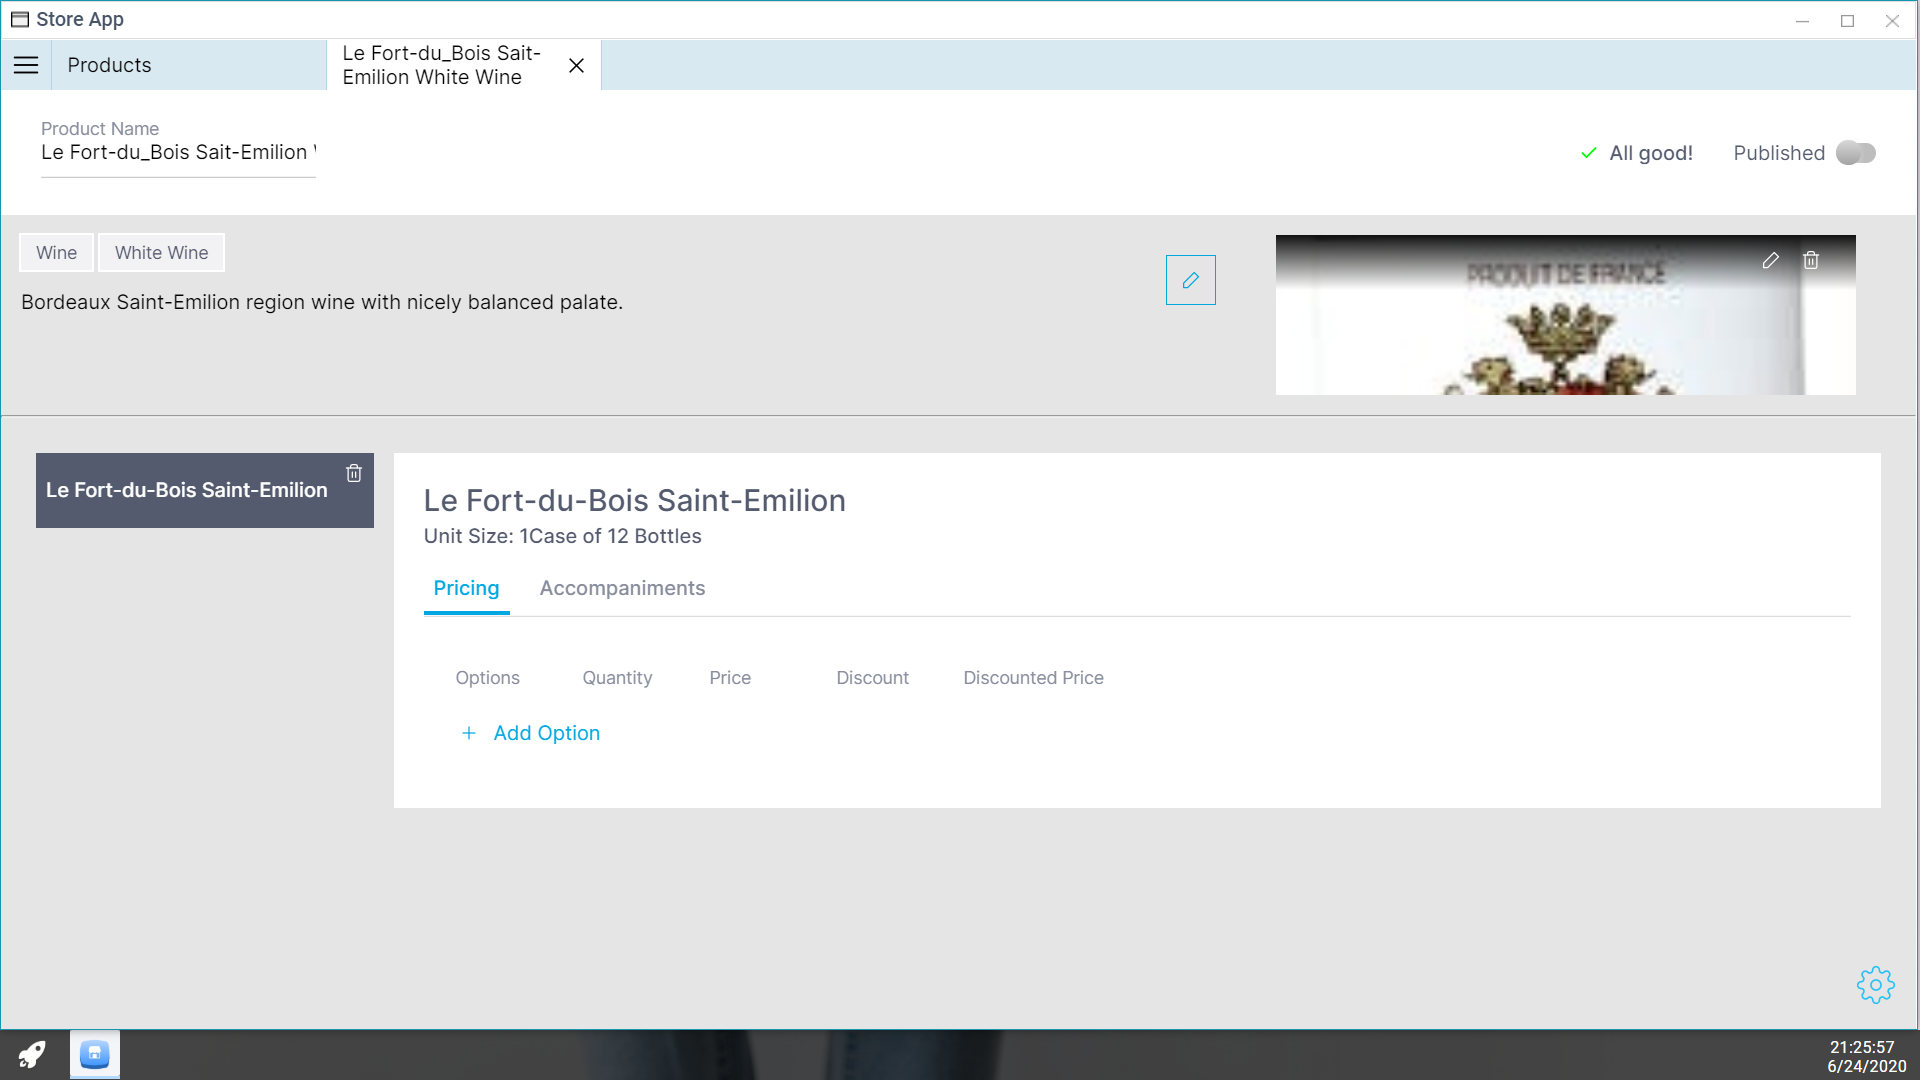 Store App
Products
Le Fort-du_Bois Sait-
Emilion White Wine
Product Name
Le Fort-du_Bois Sait-Emilion
All good!
Published
Wine
White Wine
Bordeaux Saint-Emilion region wine with nicely balanced palate.
PRODUIT DE FRANCE
Le Fort-du-Bois Saint-Emilion
Le Fort-du-Bois Saint-Emilion
Unit Size: 1Case of 12 Bottles
Pricing
Accompaniments
Options
Quantity
Price
Discount
Discounted Price
+ Add Option
21:25:57
6/24/2020